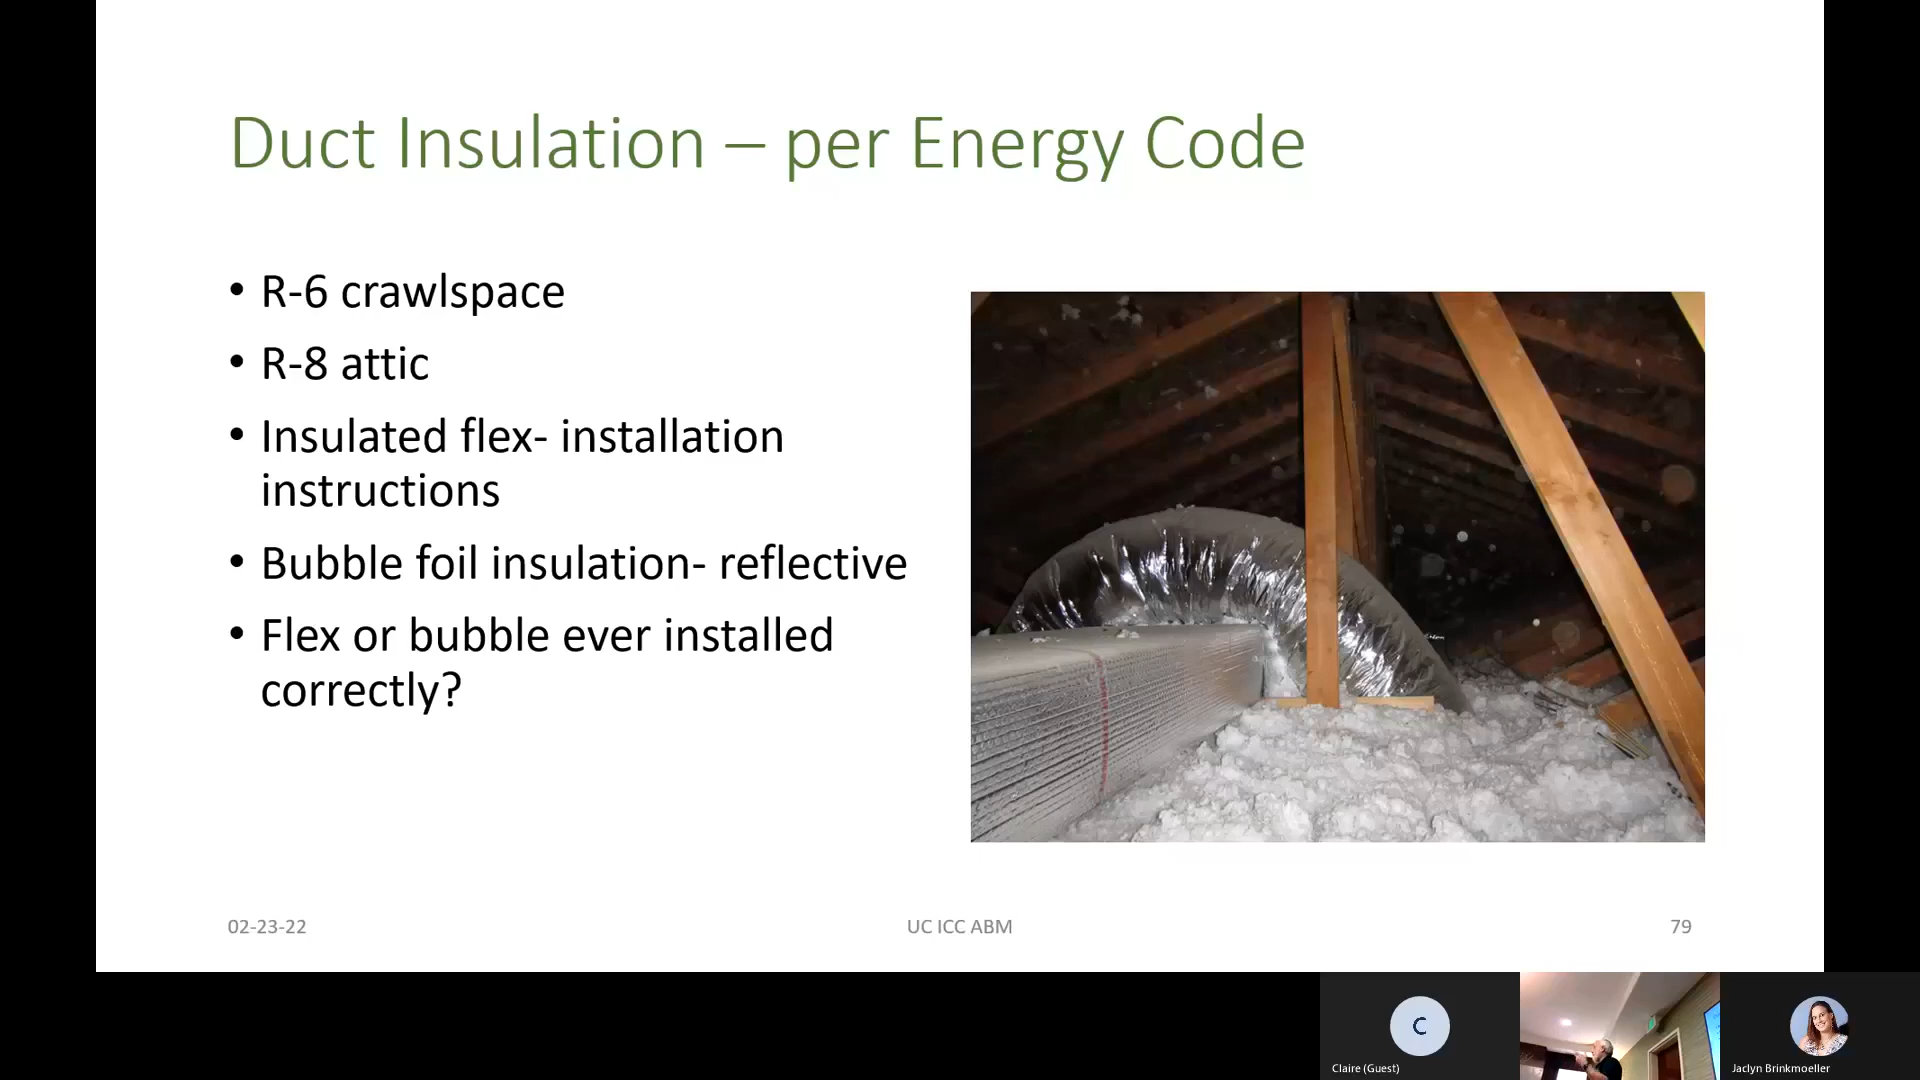 Duct Insulation – per Energy Code
• R-6 crawlspace
• R-8 attic
• Insulated flex- installation
instructions
• Bubble foil insulation- reflective
• Flex or bubble ever installed
correctly?
02-23-22
UC ICC ABM
79
C
Claire (Guest)
Jaclyn Brinkmoeller